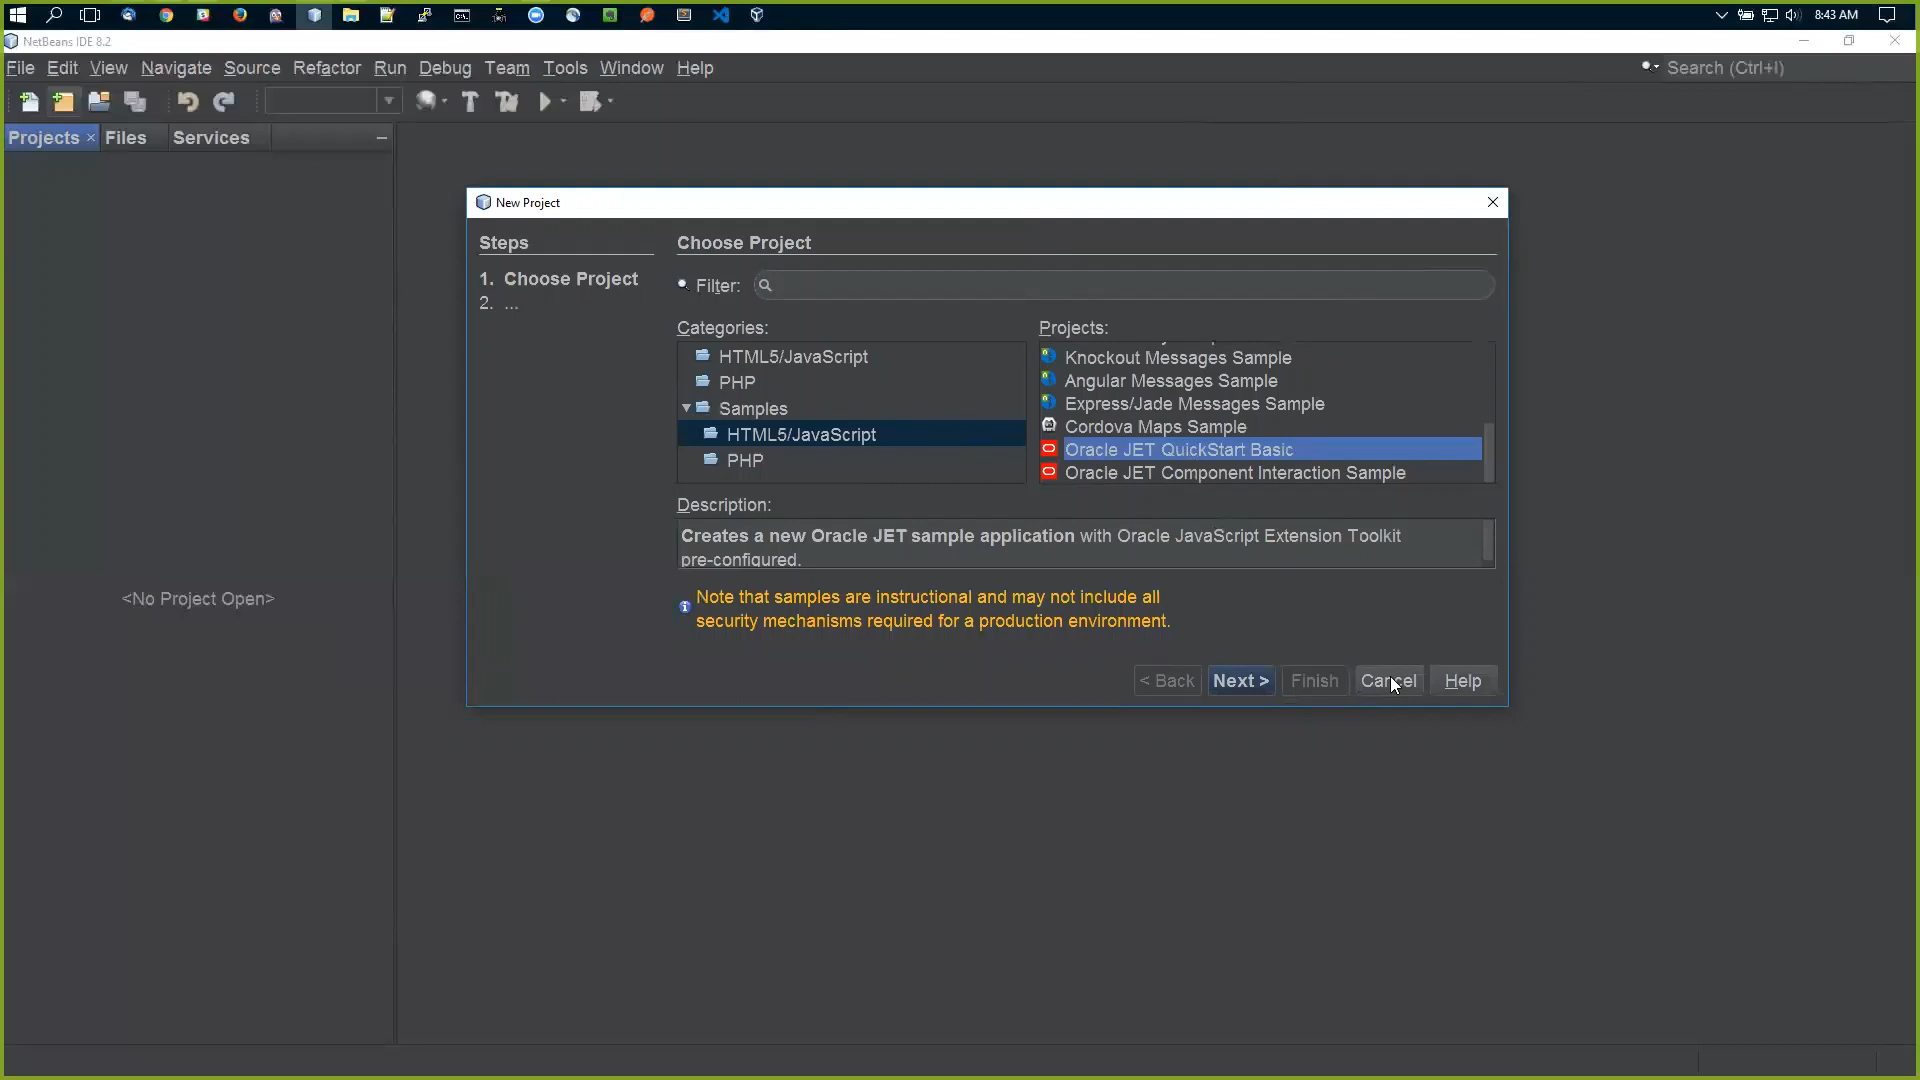 8:43 AM
NetBeans IDE 8.2
File Edit View Navigate Source Refactor Run Debug Team Tools Window Help
Search (Ctrl+I)
Projects × Files Services
<No Project Open>
New Project
Steps
1. Choose Project
2. ...
Choose Project
Filter:
Categories:
HTML5/JavaScript
PHP
Samples
HTML5/JavaScript
PHP
Projects:
Knockout Messages Sample
Angular Messages Sample
Express/Jade Messages Sample
Cordova Maps Sample
Oracle JET QuickStart Basic
Oracle JET Component Interaction Sample
Description:
Creates a new Oracle JET sample application with Oracle JavaScript Extension Toolkit
pre-configured.
Note that samples are instructional and may not include all
security mechanisms required for a production environment.
< Back Next > Finish Cancel Help